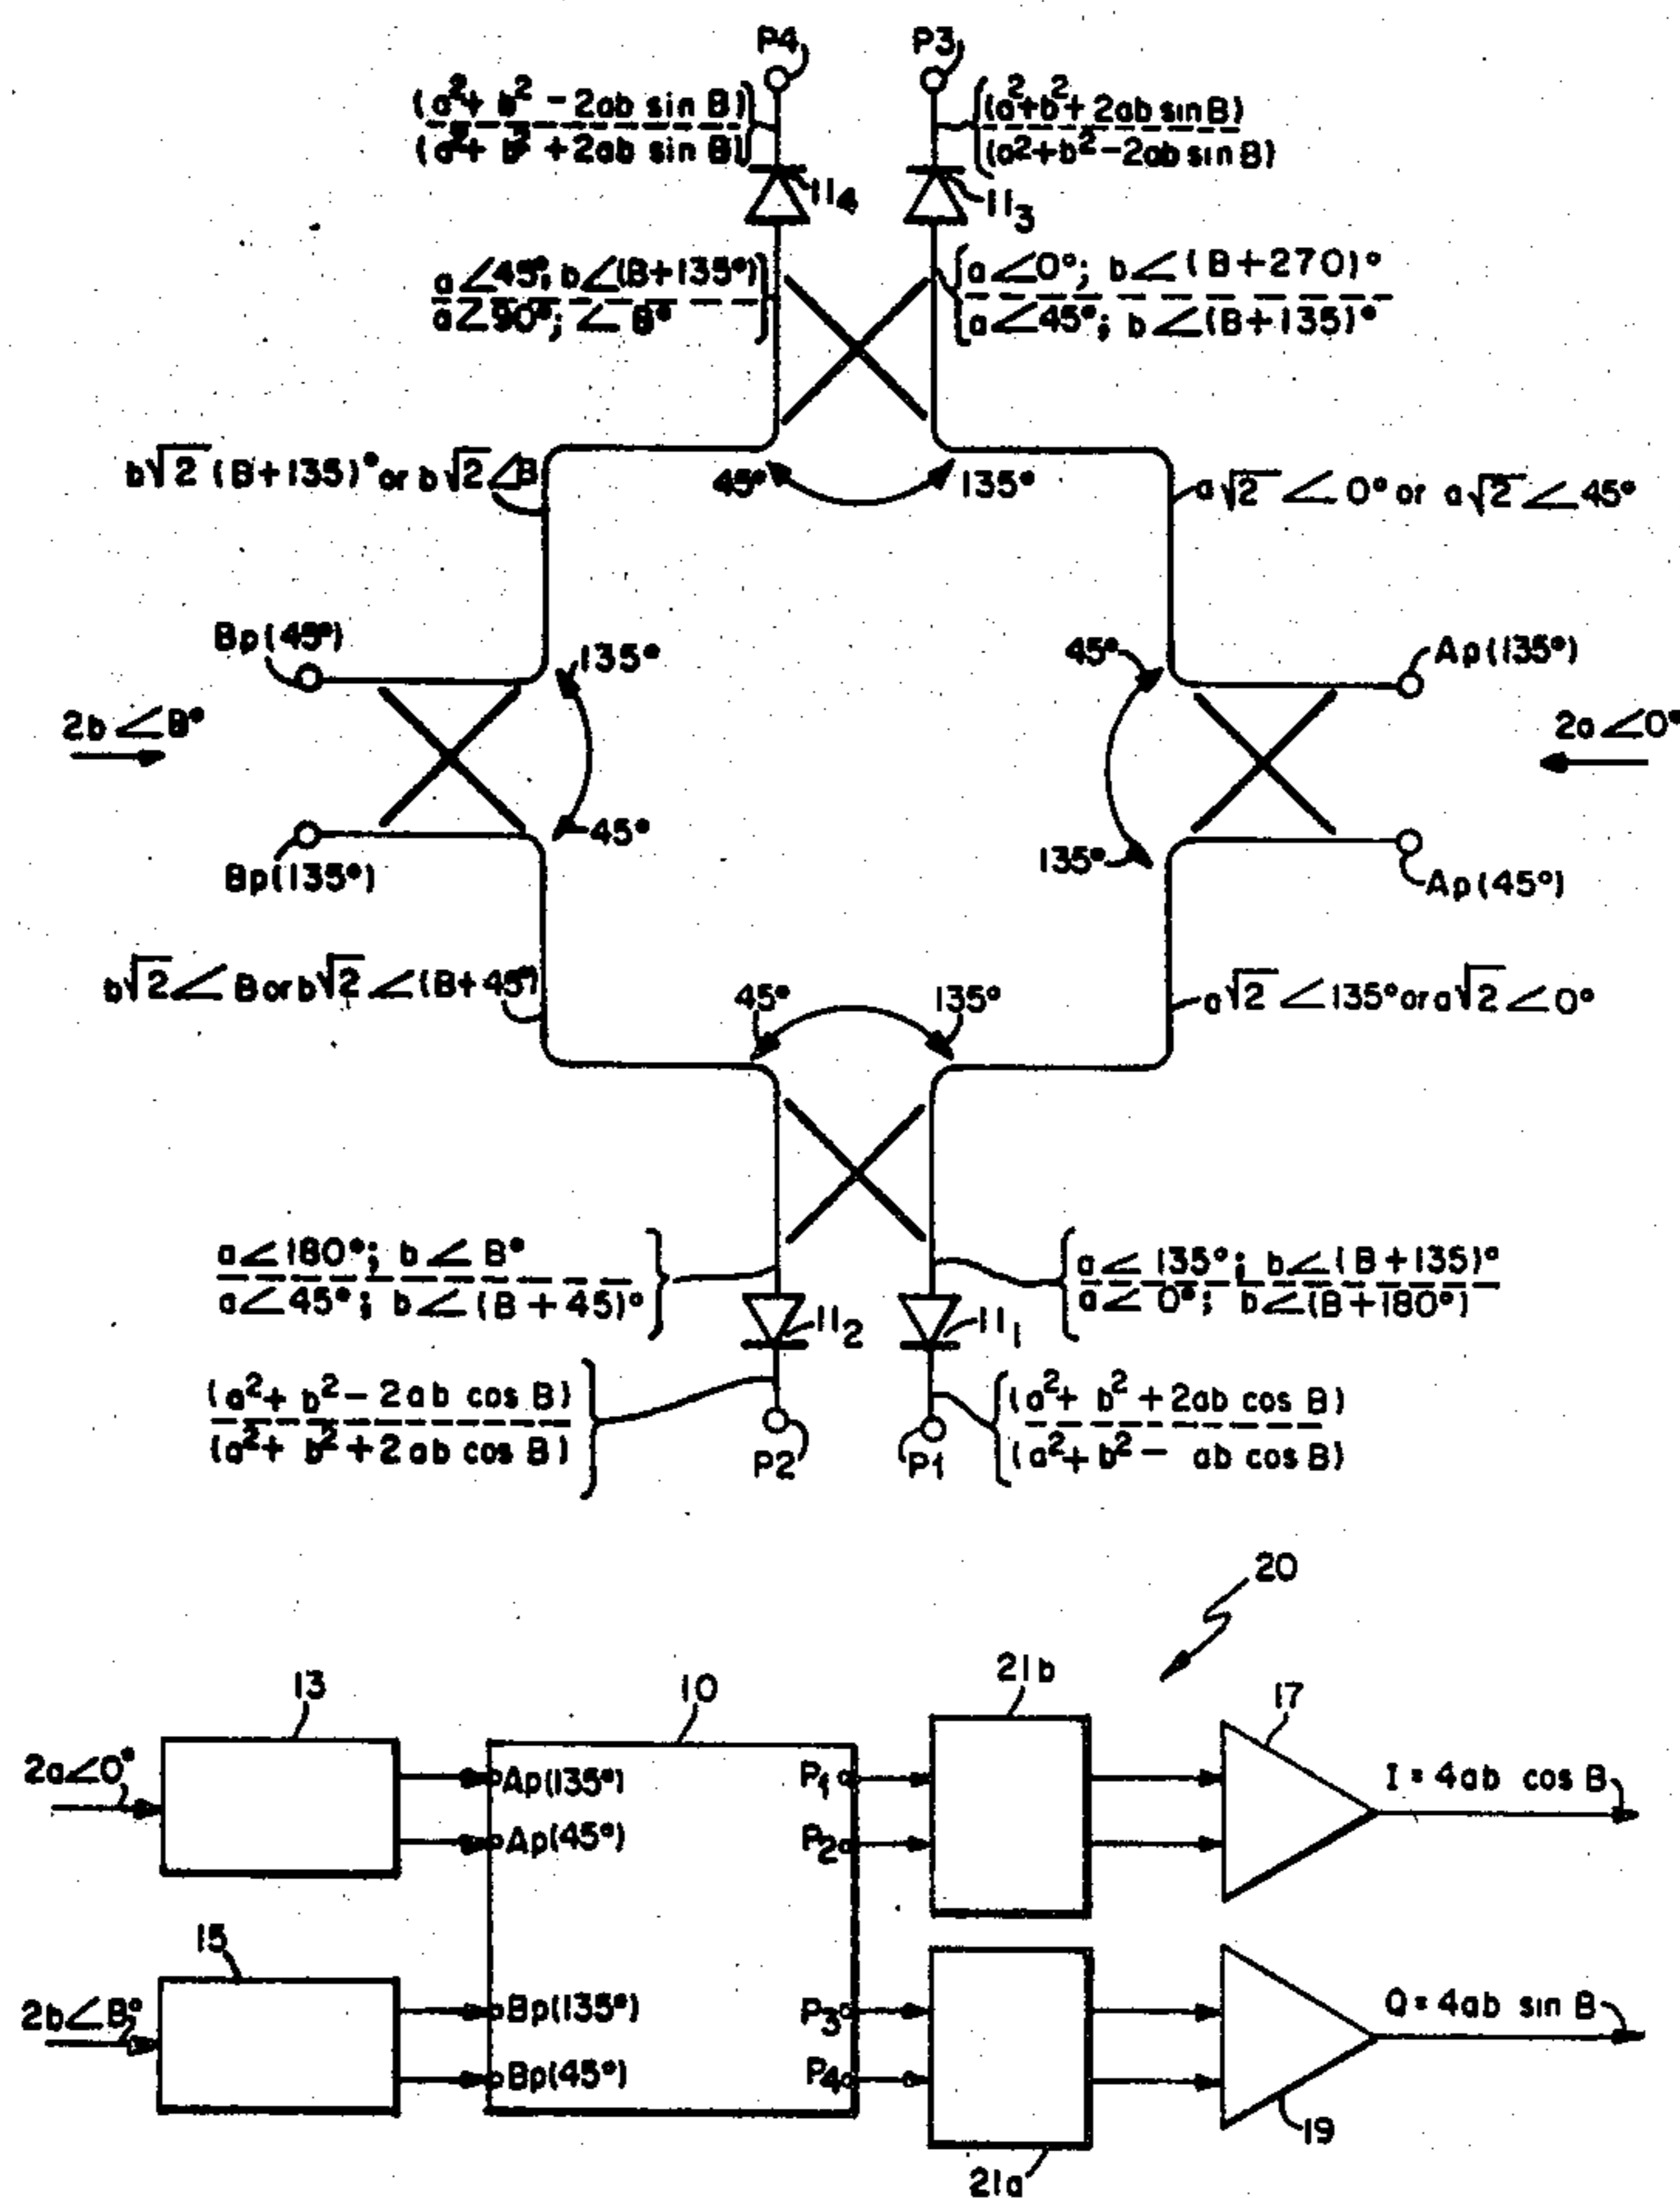 P4 P3
(a²+ b² - 2ab sin B)
(a²+ b³ +2ab sin B)
(a²+b²+2ab sin B)
(a²+b²-2ab sin B)
11₄ 11₃
a∠45°; b∠(B+135°)
a∠90°; ∠ B°
a∠0°; b∠(B+270)°
a∠45°; b∠(B+135)°
b√2 (B+135)° or b√2∠B
45° 135°
a√2 ∠0° or a√2∠45°
Bp(45°)
135°
45°
Ap(135°)
2b∠B°
2a∠0°
45°
135°
Bp(135°)
Ap(45°)
b√2∠B or b√2∠(B+45°)
45° 135°
a√2∠135° or a√2∠0°
a∠180°; b∠B°
a∠45°; b∠(B+45)°
a∠135°; b∠(B+135)°
a∠0°; b∠(B+180°)
11₂ 11₁
(a²+ b²- 2ab cos B)
(a²+ b²+2ab cos B)
(a²+ b²+2ab cos B)
(a²+b²- ab cos B)
P2 P1
20
13 10 21b 17
2a∠0°
Ap(135°) P₁
I = 4ab cos B
Ap(45°) P₂
15
2b∠B°
Bp(135°) P₃
Q = 4ab sin B
Bp(45°) P₄
19
21a